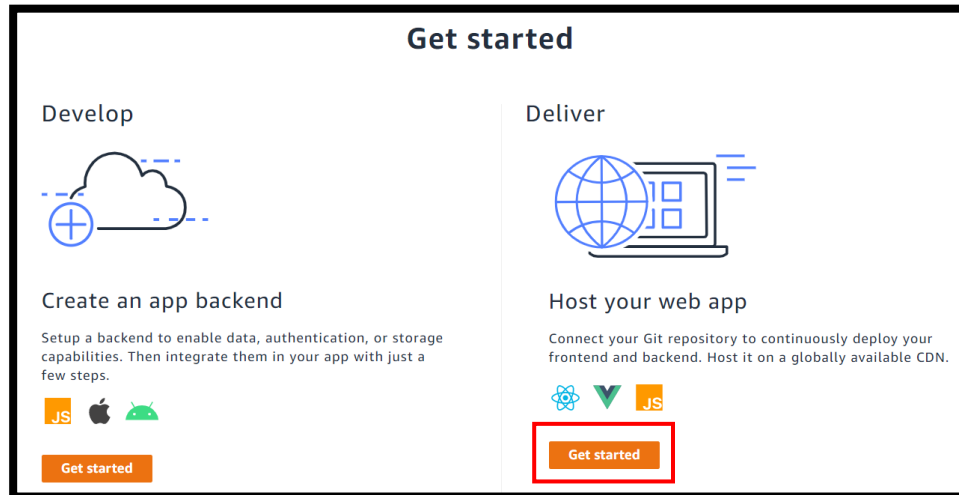 Get started
Develop
Create an app backend
Setup a backend to enable data, authentication, or storage
capabilities. Then integrate them in your app with just a
few steps.
JS
Get started
Deliver
Host your web app
Connect your Git repository to continuously deploy your
frontend and backend. Host it on a globally available CDN.
JS
Get started